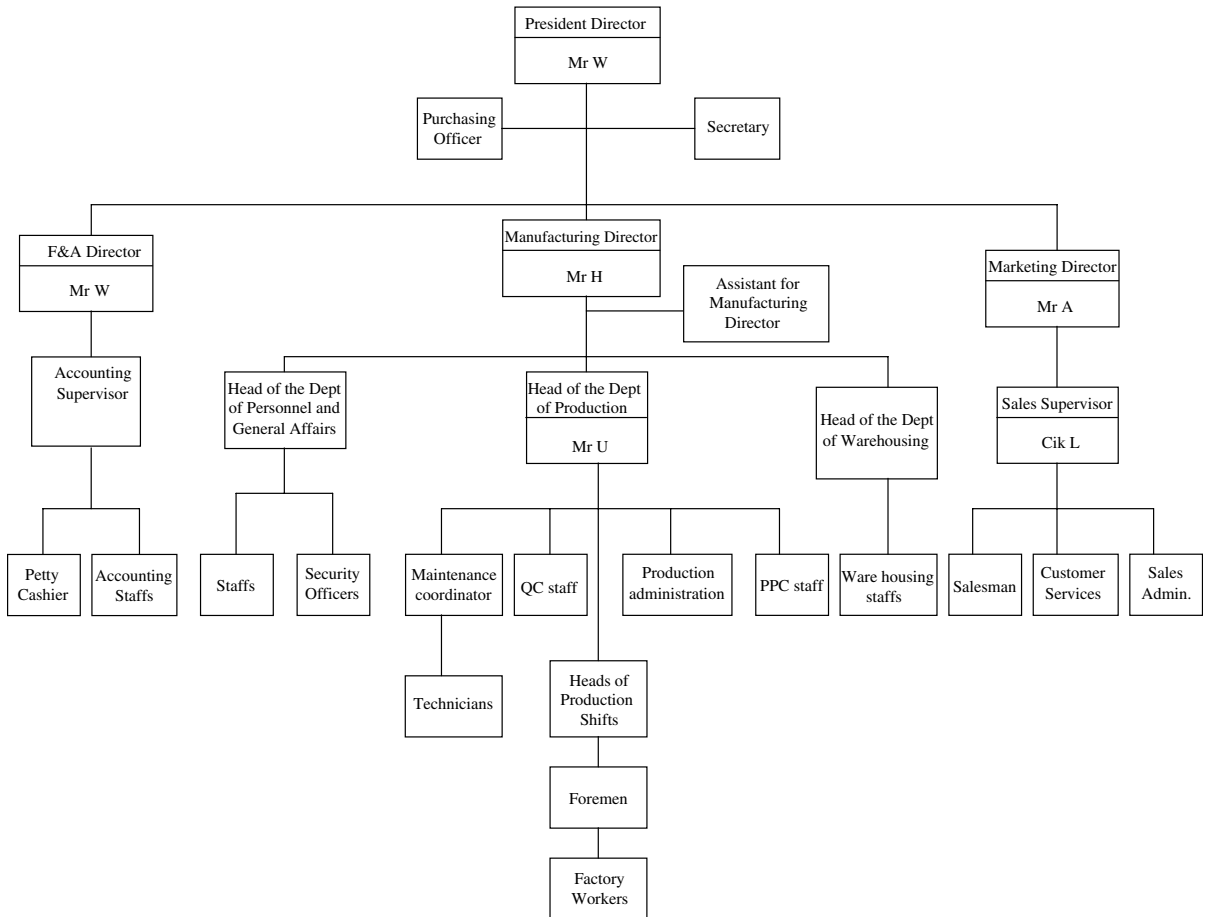 President Director
Mr W
Purchasing
Officer
Secretary
F&A Director
Mr W
Manufacturing Director
Mr H
Marketing Director
Mr A
Assistant for
Manufacturing
Director
Accounting
Supervisor
Head of the Dept
of Personnel and
General Affairs
Head of the Dept
of Production
Mr U
Head of the Dept
of Warehousing
Sales Supervisor
Cik L
Petty
Cashier
Accounting
Staffs
Staffs
Security
Officers
Maintenance
coordinator
QC staff
Production
administration
PPC staff
Ware housing
staffs
Salesman
Customer
Services
Sales
Admin.
Technicians
Heads of
Production
Shifts
Foremen
Factory
Workers